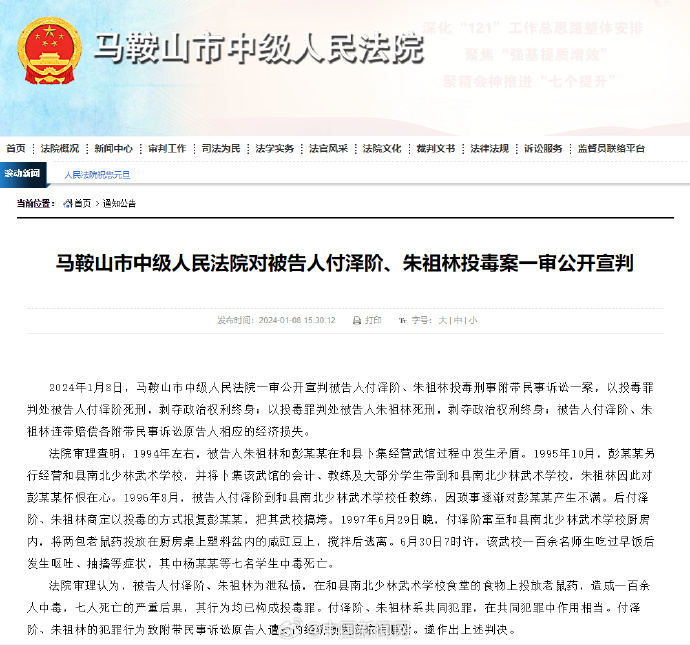 马鞍山市中级人民法院
深化“121”工作总思路整体安排
聚焦“强基提质增效”
聚精会神推进“七个提升”
首页 法院概况 新闻中心 审判工作 司法为民 法学实务 法官风采 法院文化 裁判文书 法律法规 诉讼服务 监督员联络平台
滚动新闻 人民法院祝您元旦
当前位置: 首页 > 通知公告
马鞍山市中级人民法院对被告人付泽阶、朱祖林投毒案一审公开宣判
发布时间: 2024-01-08 15:30:12 打印 字号: 大 | 中 | 小
2024年1月8日，马鞍山市中级人民法院一审公开宣判被告人付泽阶、朱祖林投毒刑事附带民事诉讼一案，以投毒罪
判处被告人付泽阶死刑，剥夺政治权利终身；以投毒罪判处被告人朱祖林死刑，剥夺政治权利终身；被告人付泽阶、朱
祖林连带赔偿各附带民事诉讼原告人相应的经济损失。
法院审理查明：1994年左右，被告人朱祖林和彭某某在和县卜集经营武馆过程中发生矛盾。1995年10月，彭某某另
行经营和县南北少林武术学校，并将卜集该武馆的会计、教练及大部分学生带到和县南北少林武术学校，朱祖林因此对
彭某某怀恨在心。1996年8月，被告人付泽阶到和县南北少林武术学校任教练，因琐事逐渐对彭某某产生不满。后付泽
阶、朱祖林商定以投毒的方式报复彭某某，把其武校搞垮。1997年6月29日晚，付泽阶窜至和县南北少林武术学校厨房
内，将两包老鼠药投放在厨房桌上塑料盆内的咸豇豆上，搅拌后逃离。6月30日7时许，该武校一百余名师生吃过早饭后
发生呕吐、抽搐等症状，其中杨某某等七名学生中毒死亡。
法院审理认为，被告人付泽阶、朱祖林为泄私愤，在和县南北少林武术学校食堂的食物上投放老鼠药，造成一百余
人中毒，七人死亡的严重后果，其行为均已构成投毒罪。付泽阶、朱祖林系共同犯罪，在共同犯罪中作用相当。付泽
阶、朱祖林的犯罪行为致附带民事诉讼原告人遭受的经济损失应依法赔偿。遂作出上述判决。
@中国新闻网